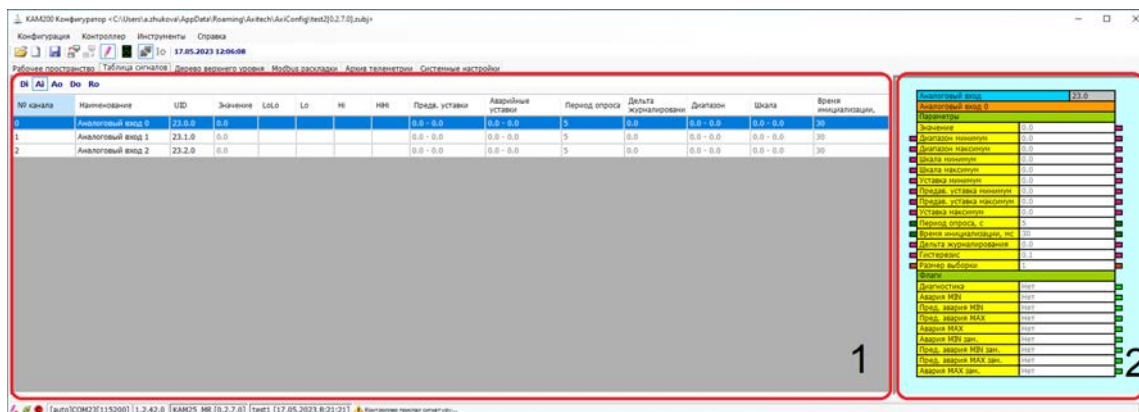 КАМ200 Конфигуратор <C:\Users\a.zhukova\AppData\Roaming\Axitech\AxiConfig\test2[0.2.7.0].zubj>
Конфигурация Контроллер Инструменты Справка
Io 17.05.2023 12:06:08
Рабочее пространство Таблица сигналов Дерево верхнего уровня Modbus раскладки Архив телеметрии Системные настройки
Di Ai Ao Do Ro
№ канала Наименование UID Значение LoLo Lo Hi HiHi Предв. уставки Аварийные уставки Период опроса Дельта журналировани Диапазон Шкала Время инициализации,
0 Аналоговый вход 0 23.0.0 0.0 0.0 - 0.0 0.0 - 0.0 5 0.0 0.0 - 0.0 0.0 - 0.0 30
1 Аналоговый вход 1 23.1.0 0.0 0.0 - 0.0 0.0 - 0.0 5 0.0 0.0 - 0.0 0.0 - 0.0 30
2 Аналоговый вход 2 23.2.0 0.0 0.0 - 0.0 0.0 - 0.0 5 0.0 0.0 - 0.0 0.0 - 0.0 30
1
Аналоговый вход 23.0
Аналоговый вход 0
Параметры
Значение 0.0
Диапазон минимум 0.0
Диапазон максимум 0.0
Шкала минимум 0.0
Шкала максимум 0.0
Уставка минимум 0.0
Предав. уставка минимум 0.0
Предав. уставка максимум 0.0
Уставка максимум 0.0
Период опроса, с 5
Время инициализации, мс 30
Дельта журналирования 0.0
Гистерезис 0.1
Размер выборки 1
Флаги
Диагностика Нет
Авария MIN Нет
Пред. авария MIN Нет
Пред. авария MAX Нет
Авария MAX Нет
Авария MIN зам. Нет
Пред. авария MIN зам. Нет
Пред. авария MAX зам. Нет
Авария MAX зам. Нет
2
[auto]COM23[115200] 1.2.42.0 KAM25_MR [0.2.7.0] test1 [17.05.2023 8:21:21]